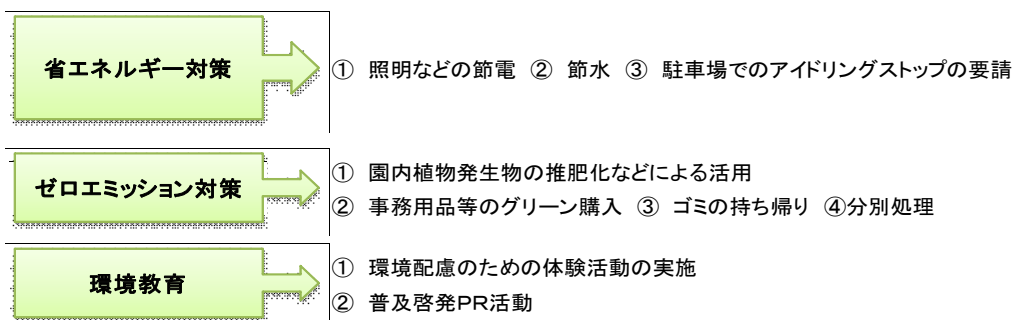 省エネルギー対策
① 照明などの節電 ② 節水 ③ 駐車場でのアイドリングストップの要請
ゼロエミッション対策
① 園内植物発生物の推肥化などによる活用
② 事務用品等のグリーン購入 ③ ゴミの持ち帰り ④分別処理
環境教育
① 環境配慮のための体験活動の実施
② 普及啓発PR活動